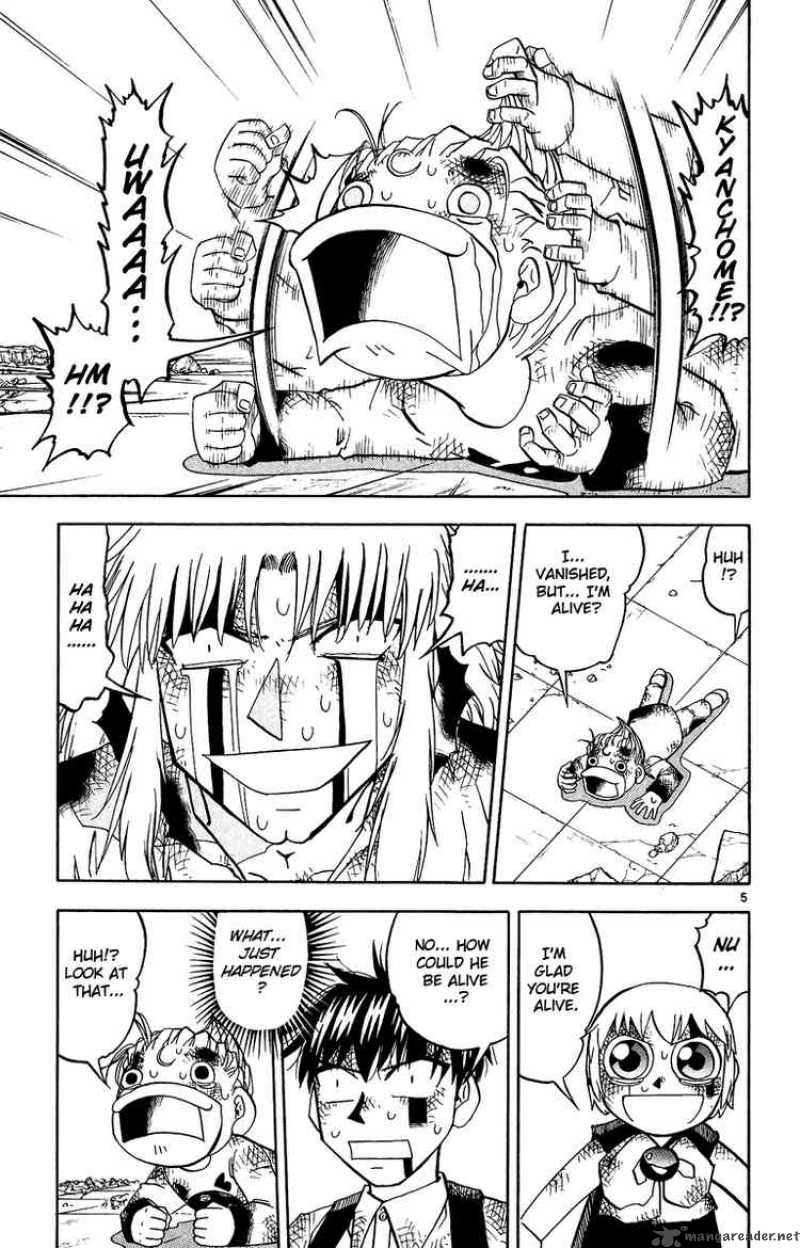 KYANCHOME!!?
UWAAAA...
HM
!!?
HUH
!?
I...
VANISHED,
BUT... I'M
ALIVE?
.......
HA...
HA
HA
HA
......
5
NU
...
I'M
GLAD
YOU'RE
ALIVE.
NO... HOW
COULD HE
BE ALIVE
...?
WHAT...
JUST
HAPPENED
?
HUH!?
LOOK AT
THAT...
mangareader.net